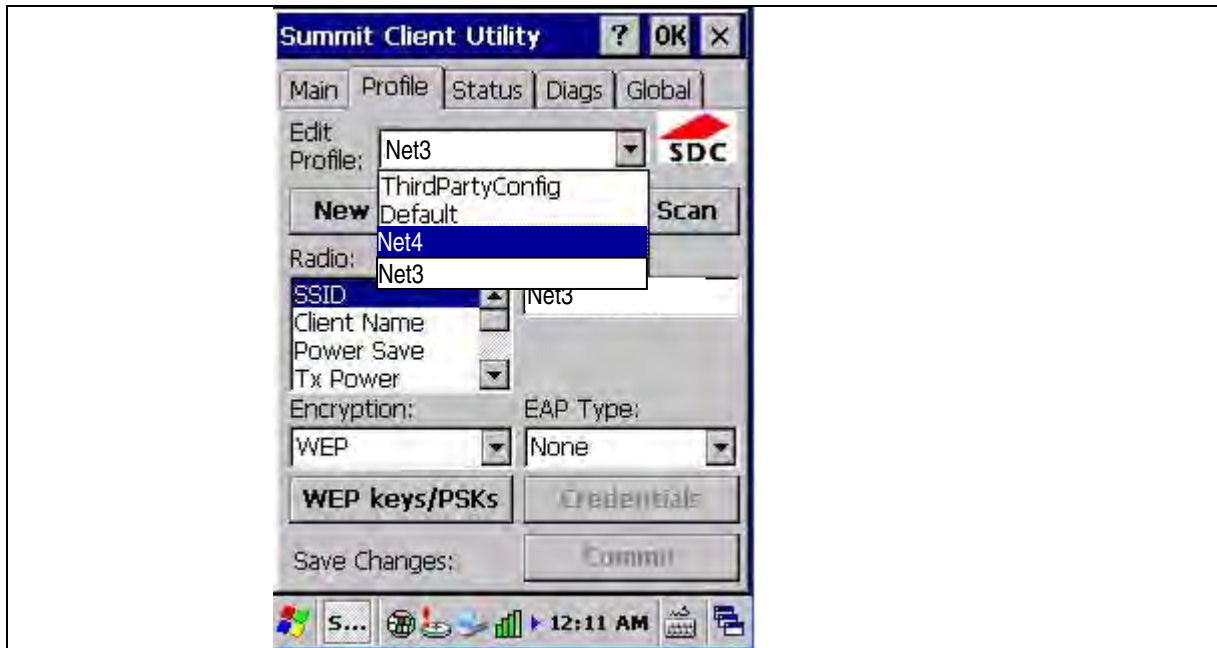 Summit Client Utility ? OK ×
Main Profile Status Diags Global
Edit
Profile: Net3
SDC
ThirdPartyConfig
New Default Scan
Net4
Radio:
Net3
SSID Net3
Client Name
Power Save
Tx Power
Encryption: EAP Type:
WEP None
WEP keys/PSKs Credentials
Save Changes: Commit
S... 12:11 AM